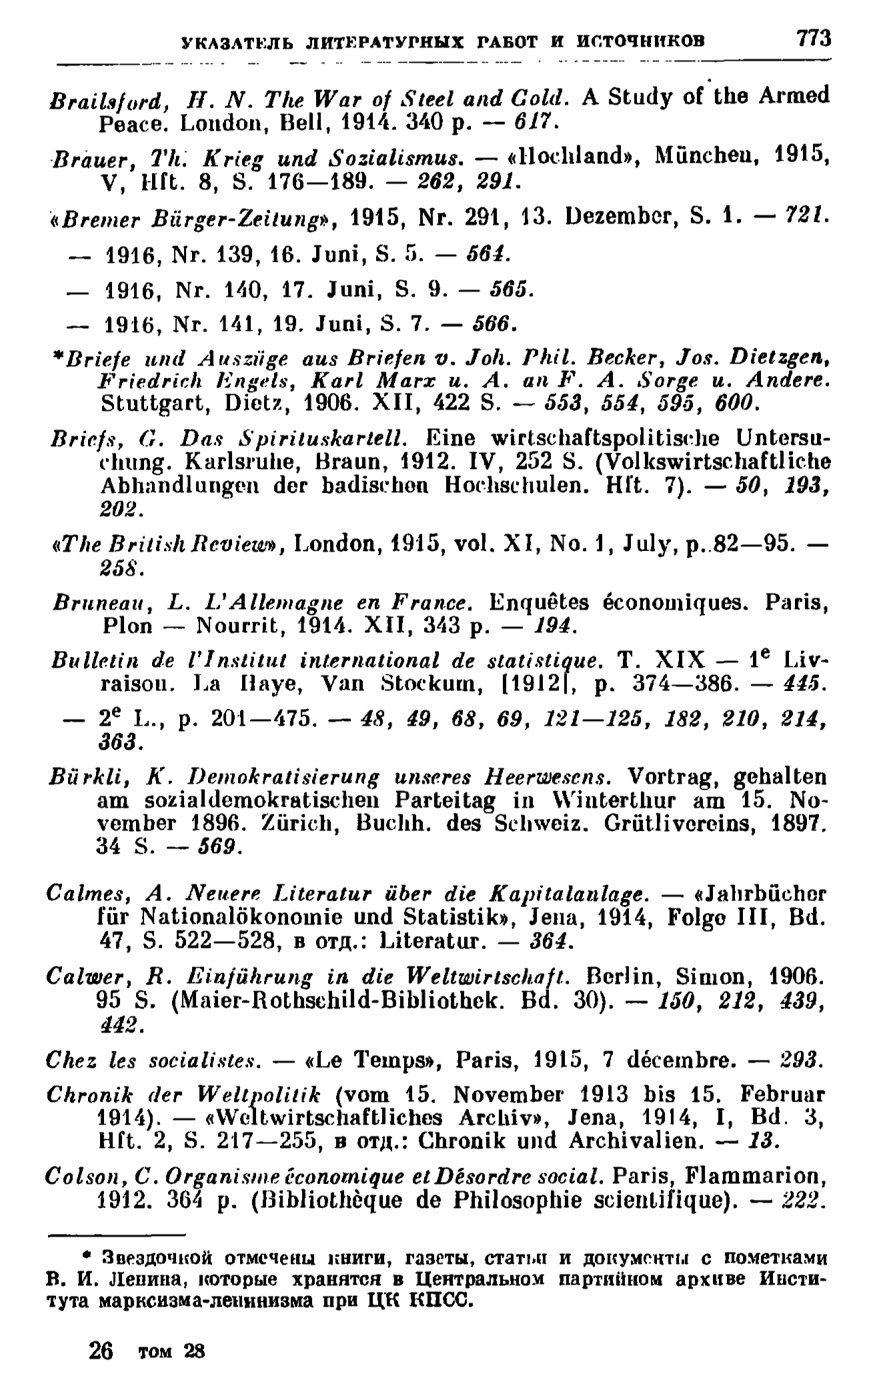 УКАЗАТЕЛЬ ЛИТЕРАТУРНЫХ РАБОТ И ИСТОЧНИКОВ 773
Brailsford, H. N. The War of Steel and Gold. A Study of the Armed
Peace. London, Bell, 1914. 340 p. — 617.
Brauer, Th. Krieg und Sozialismus. — «Hochland», München, 1915,
V, Hft. 8, S. 176—189. — 262, 291.
«Bremer Bürger-Zeitung», 1915, Nr. 291, 13. Dezember, S. 1. — 721.
— 1916, Nr. 139, 16. Juni, S. 5. — 564.
— 1916, Nr. 140, 17. Juni, S. 9. — 565.
— 1916, Nr. 141, 19. Juni, S. 7. — 566.
*Briefe und Auszüge aus Briefen v. Joh. Phil. Becker, Jos. Dietzgen,
Friedrich Engels, Karl Marx u. A. an F. A. Sorge u. Andere.
Stuttgart, Dietz, 1906. XII, 422 S. — 553, 554, 595, 600.
Briefs, G. Das Spirituskartell. Eine wirtschaftspolitische Untersu-
chung. Karlsruhe, Braun, 1912. IV, 252 S. (Volkswirtschaftliche
Abhandlungen der badischen Hochschulen. Hft. 7). — 50, 193,
202.
«The British Review», London, 1915, vol. XI, No. 1, July, p. 82—95. —
258.
Bruneau, L. L'Allemagne en France. Enquêtes économiques. Paris,
Plon — Nourrit, 1914. XII, 343 p. — 194.
Bulletin de l'Institut international de statistique. T. XIX — 1e Liv-
raison. La Haye, Van Stockum, [1912], p. 374—386. — 445.
— 2e L., p. 201—475. — 48, 49, 68, 69, 121—125, 182, 210, 214,
363.
Bürkli, K. Demokratisierung unseres Heerwesens. Vortrag, gehalten
am sozialdemokratischen Parteitag in Winterthur am 15. No-
vember 1896. Zürich, Buchh. des Schweiz. Grütlivereins, 1897.
34 S. — 569.
Calmes, A. Neuere Literatur über die Kapitalanlage. — «Jahrbücher
für Nationalökonomie und Statistik», Jena, 1914, Folge III, Bd.
47, S. 522—528, в отд.: Literatur. — 364.
Calwer, R. Einführung in die Weltwirtschaft. Berlin, Simon, 1906.
95 S. (Maier-Rothschild-Bibliothek. Bd. 30). — 150, 212, 439,
442.
Chez les socialistes. — «Le Temps», Paris, 1915, 7 décembre. — 293.
Chronik der Weltpolitik (vom 15. November 1913 bis 15. Februar
1914). — «Weltwirtschaftliches Archiv», Jena, 1914, I, Bd. 3,
Hft. 2, S. 217—255, в отд.: Chronik und Archivalien. — 13.
Colson, C. Organisme économique et Désordre social. Paris, Flammarion,
1912. 364 p. (Bibliothèque de Philosophie scientifique). — 222.
* Звездочкой отмечены книги, газеты, статьи и документы с пометками
В. И. Ленина, которые хранятся в Центральном партийном архиве Инсти-
тута марксизма-ленинизма при ЦК КПСС.
26 том 28